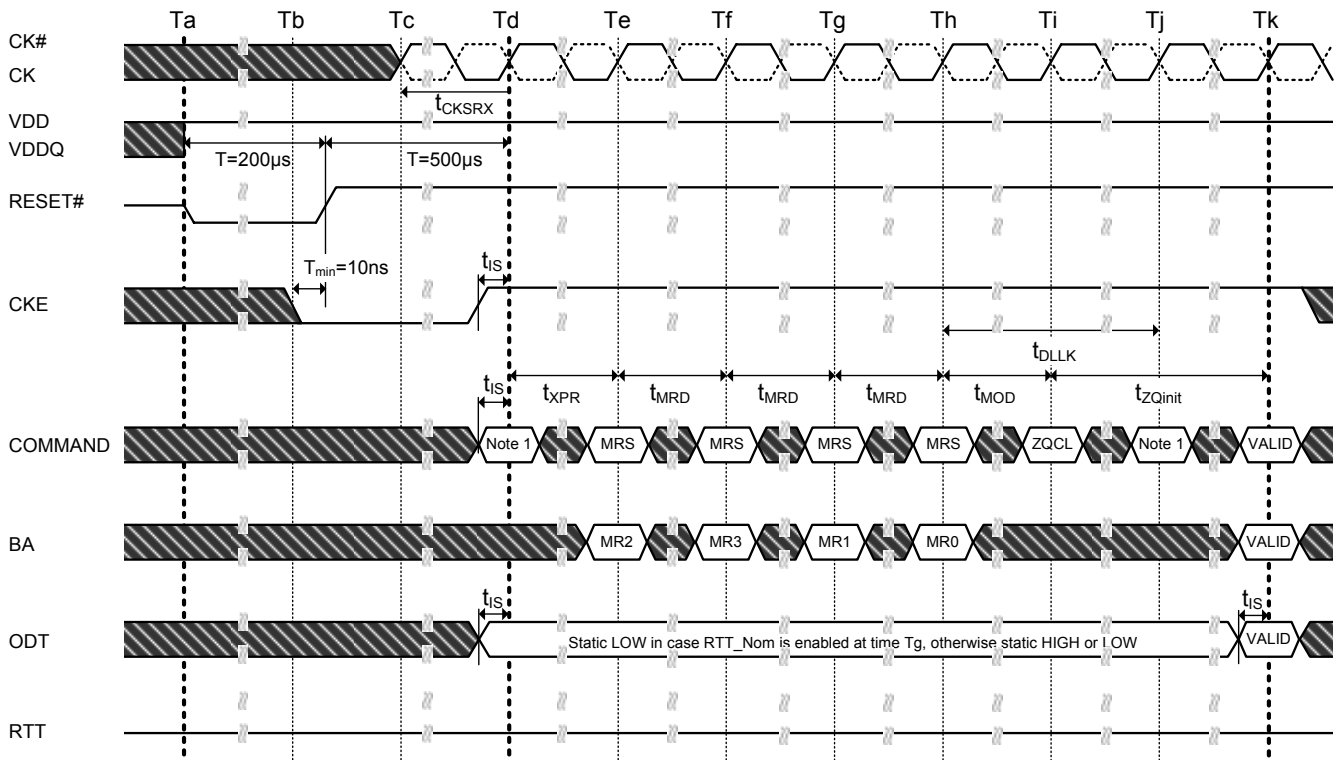 Ta Tb Tc Td Te Tf Tg Th Ti Tj Tk
CK#
CK
tCKSRX
VDD
VDDQ
T=200µs T=500µs
RESET#
Tmin=10ns
tIS
CKE
tDLLK
tIS tXPR tMRD tMRD tMRD tMOD tZQinit
COMMAND Note 1 MRS MRS MRS MRS ZQCL Note 1 VALID
BA MR2 MR3 MR1 MR0 VALID
tIS tIS
ODT Static LOW in case RTT_Nom is enabled at time Tg, otherwise static HIGH or LOW VALID
RTT